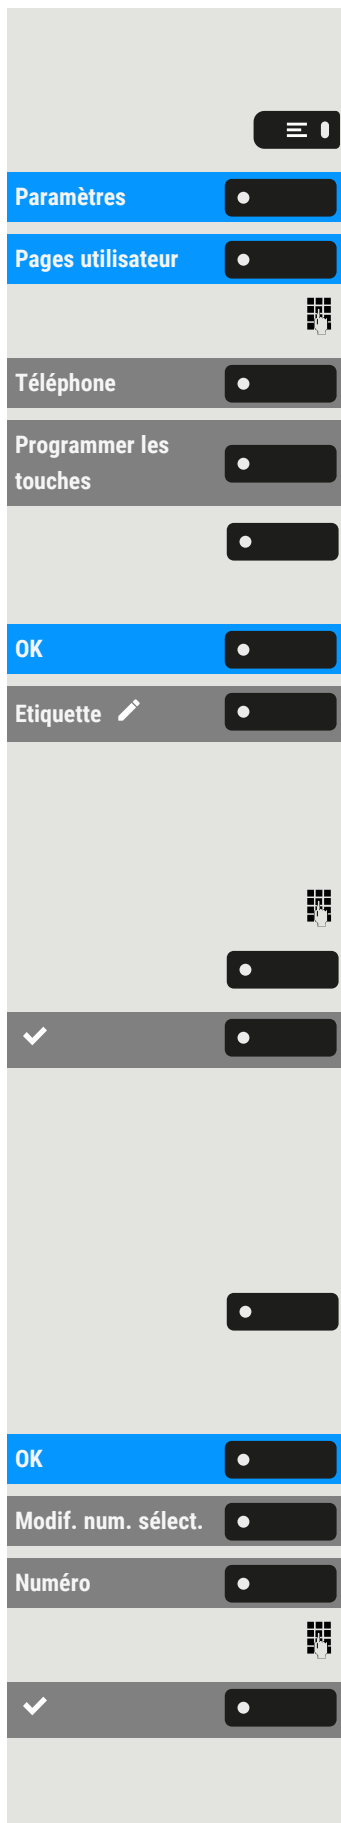 Paramètres
Pages utilisateur
Téléphone
Programmer les
touches
OK
Etiquette
OK
Modif. num. sélect.
Numéro